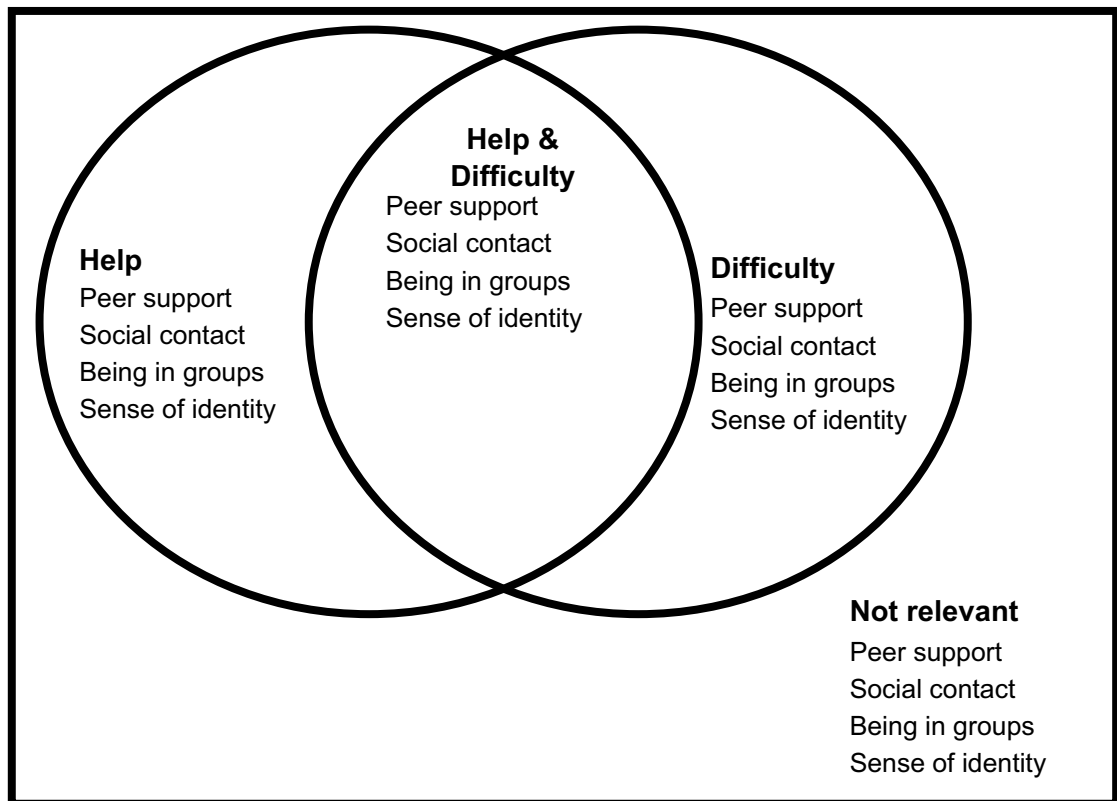 Help &
Difficulty
Peer support
Social contact
Being in groups
Sense of identity
Help
Peer support
Social contact
Being in groups
Sense of identity
Difficulty
Peer support
Social contact
Being in groups
Sense of identity
Not relevant
Peer support
Social contact
Being in groups
Sense of identity